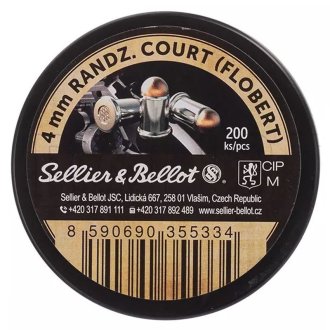 4 mm RANDZ. COURT (FLOBERT)
200
ks/pcs
Sellier & Bellot S&B
CIP
M
Sellier & Bellot JSC, Lidická 667, 258 01 Vlašim, Czech Republic
+420 317 891 111 +420 317 892 489 www.sellier-bellot.cz
8 590690 355334